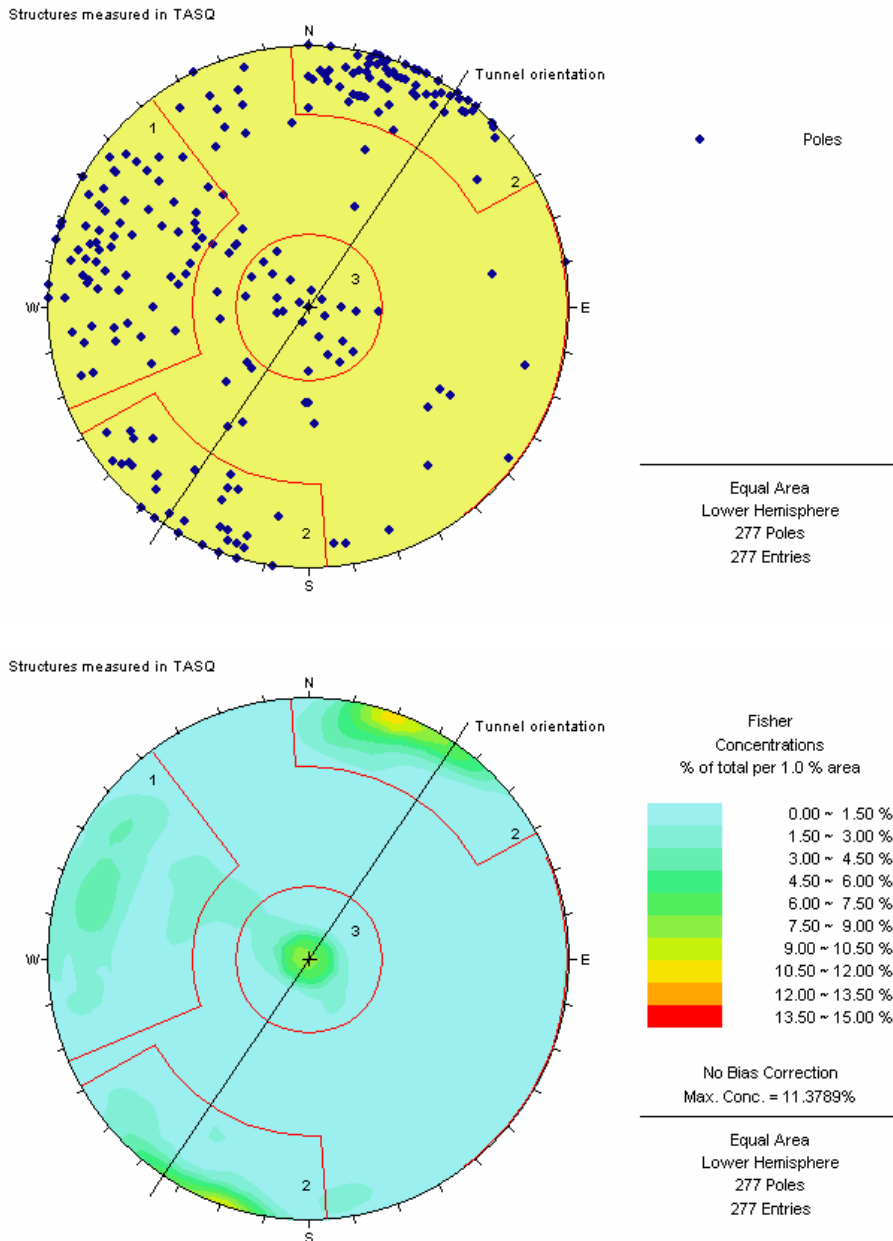 Structures measured in TASQ
N
Tunnel orientation
1
2
Poles
3
W
E
2
S
Equal Area
Lower Hemisphere
277 Poles
277 Entries
Structures measured in TASQ
N
Tunnel orientation
1
2
3
W
E
2
S
Fisher
Concentrations
% of total per 1.0 % area
0.00 ~ 1.50 %
1.50 ~ 3.00 %
3.00 ~ 4.50 %
4.50 ~ 6.00 %
6.00 ~ 7.50 %
7.50 ~ 9.00 %
9.00 ~ 10.50 %
10.50 ~ 12.00 %
12.00 ~ 13.50 %
13.50 ~ 15.00 %
No Bias Correction
Max. Conc. = 11.3789%
Equal Area
Lower Hemisphere
277 Poles
277 Entries